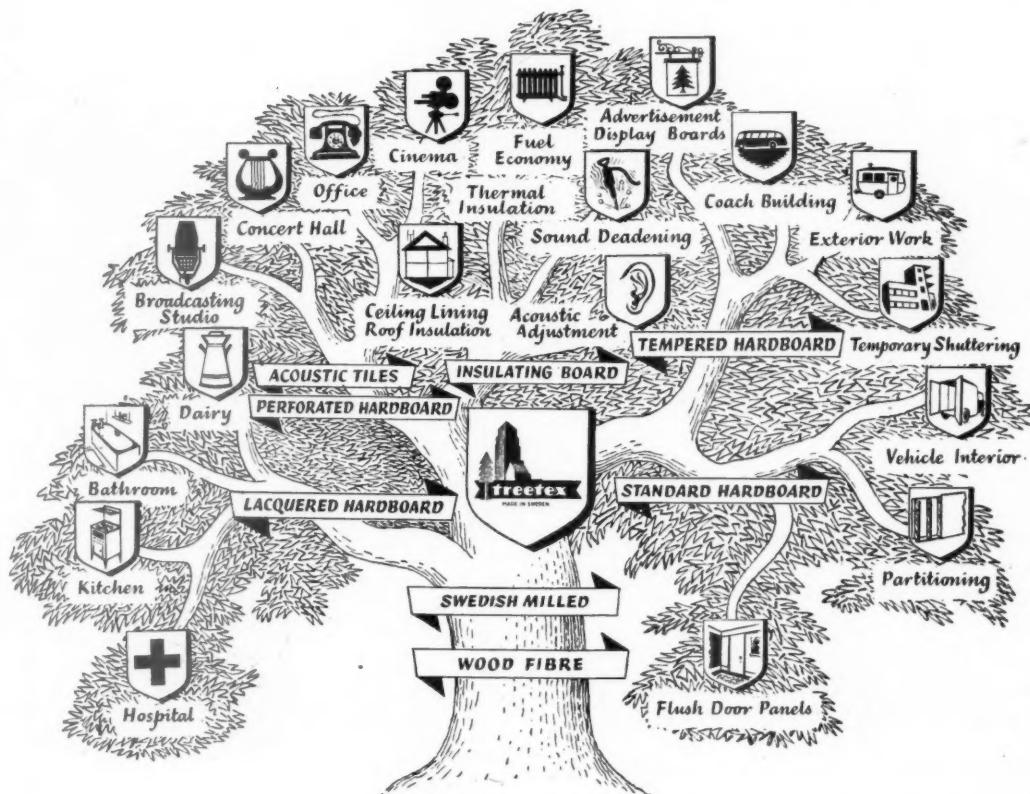 Advertisement
Display Boards
Cinema
Fuel
Economy
Office
Thermal
Insulation
Coach Building
Concert Hall
Sound Deadening
Exterior Work
Broadcasting
Studio
Ceiling Lining
Roof Insulation
Acoustic
Adjustment
TEMPERED HARDBOARD
Temporary Shuttering
ACOUSTIC TILES
INSULATING BOARD
Dairy
PERFORATED HARDBOARD
Vehicle Interior
Bathroom
LACQUERED HARDBOARD
treetex
MADE IN SWEDEN
STANDARD HARDBOARD
Kitchen
Partitioning
SWEDISH MILLED
WOOD FIBRE
Hospital
Flush Door Panels